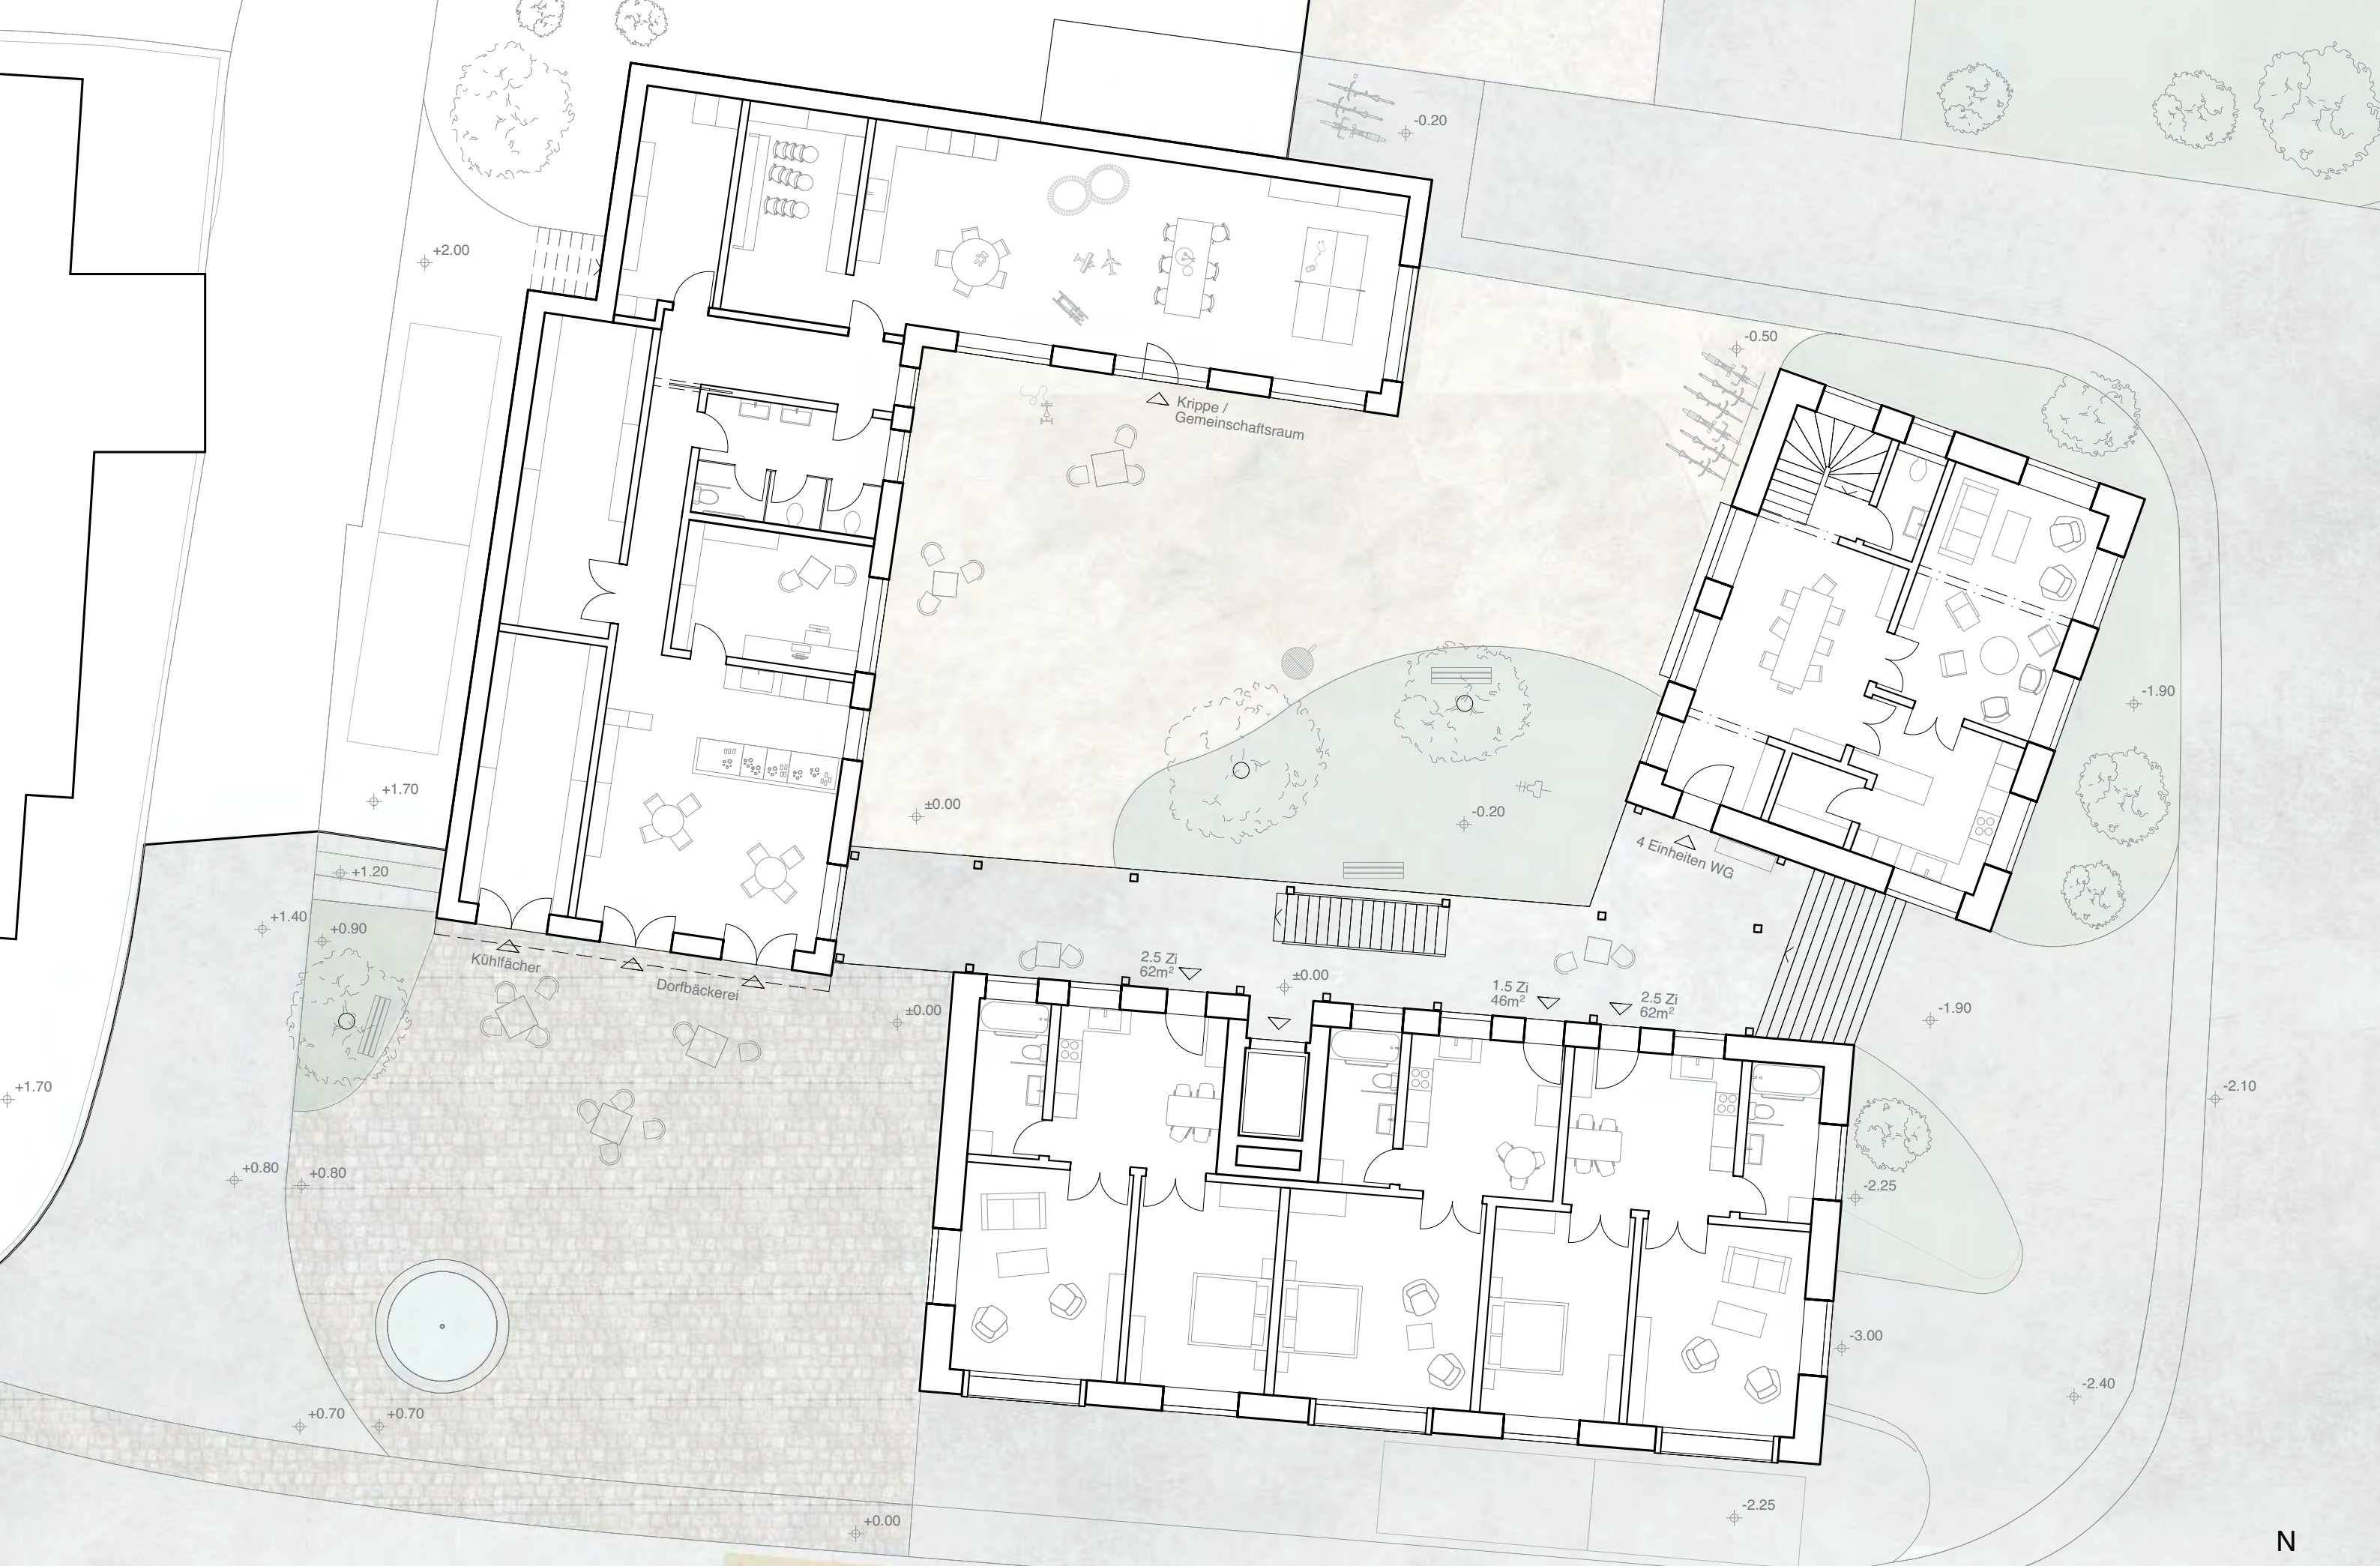 -0.20
+2.00
-0.50
Krippe /
Gemeinschaftsraum
-1.90
+1.70
±0.00
-0.20
4 Einheiten WG
+1.20
+1.40
+0.90
Kühlfächer
Dorfbäckerei
2.5 Zi
62m²
±0.00
1.5 Zi
46m²
2.5 Zi
62m²
±0.00
-1.90
+1.70
-2.10
+0.80
+0.80
-2.25
-3.00
-2.40
+0.70
+0.70
-2.25
+0.00
N